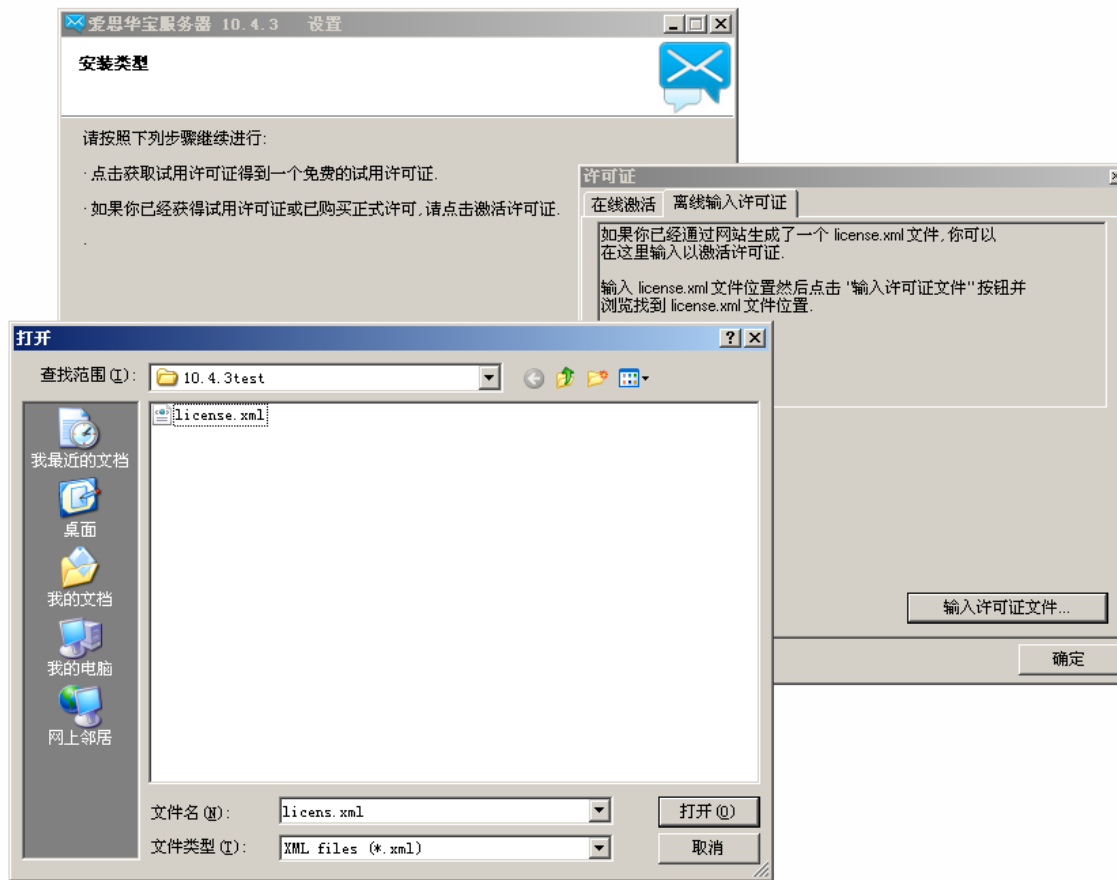 爱思华宝服务器 10.4.3 设置
安装类型
请按照下列步骤继续进行:
·点击获取试用许可证得到一个免费的试用许可证.
·如果你已经获得试用许可证或已购买正式许可,请点击激活许可证.
.
许可证
在线激活 离线输入许可证
如果你已经通过网站生成了一个 license.xml 文件,你可以
在这里输入以激活许可证.
输入 license.xml 文件位置然后点击 "输入许可证文件" 按钮并
浏览找到 license.xml 文件位置.
打开
查找范围(I): 10.4.3test
license.xml
我最近的文档
桌面
我的文档
我的电脑
网上邻居
输入许可证文件...
确定
文件名(N): licens.xml 打开(O)
文件类型(T): XML files (*.xml) 取消